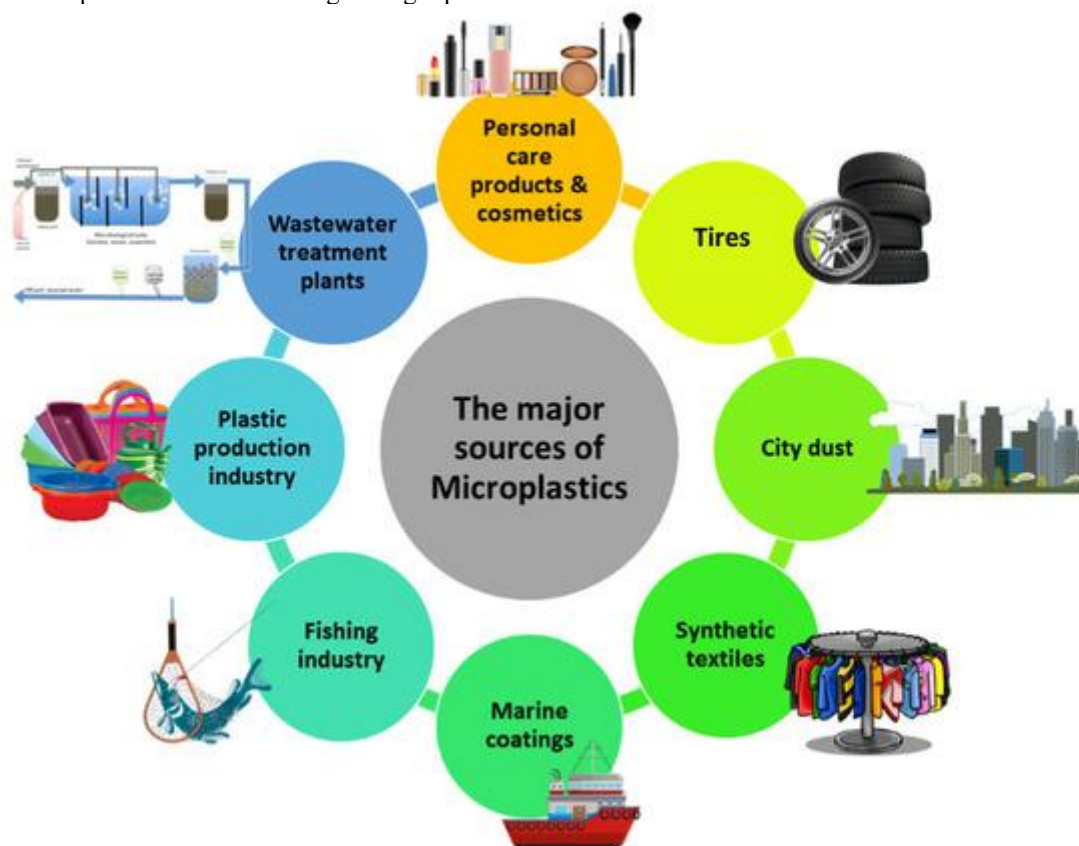 Personal
care
products &
cosmetics
Tires
City dust
Synthetic
textiles
Marine
coatings
Fishing
industry
Plastic
production
industry
Wastewater
treatment
plants
The major
sources of
Microplastics